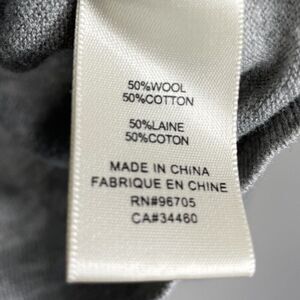 50%WOOL
50%COTTON
50%LAINE
50%COTON
MADE IN CHINA
FABRIQUE EN CHINE
RN#96705
CA#34460